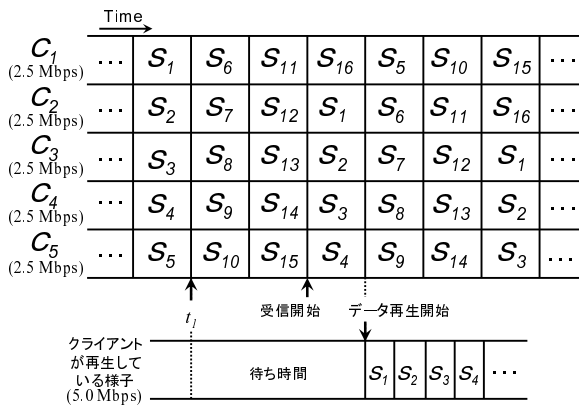 Time
C1 … S1 S6 S11 S16 S5 S10 S15 …
(2.5 Mbps)
C2 … S2 S7 S12 S1 S6 S11 S16 …
(2.5 Mbps)
C3 … S3 S8 S13 S2 S7 S12 S1 …
(2.5 Mbps)
C4 … S4 S9 S14 S3 S8 S13 S2 …
(2.5 Mbps)
C5 … S5 S10 S15 S4 S9 S14 S3 …
(2.5 Mbps)
t1 受信開始 データ再生開始
クライアント
が再生して
いる様子
(5.0 Mbps)
待ち時間 S1 S2 S3 S4 …